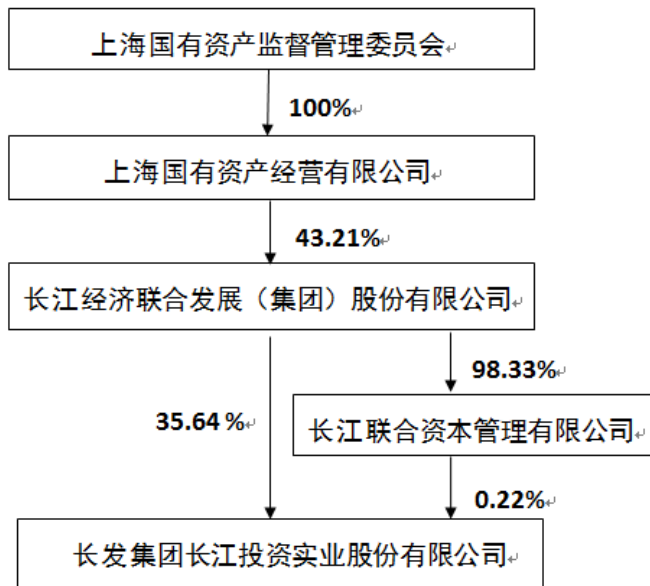 上海国有资产监督管理委员会
100%
上海国有资产经营有限公司
43.21%
长江经济联合发展（集团）股份有限公司
98.33%
35.64 %
长江联合资本管理有限公司
0.22%
长发集团长江投资实业股份有限公司